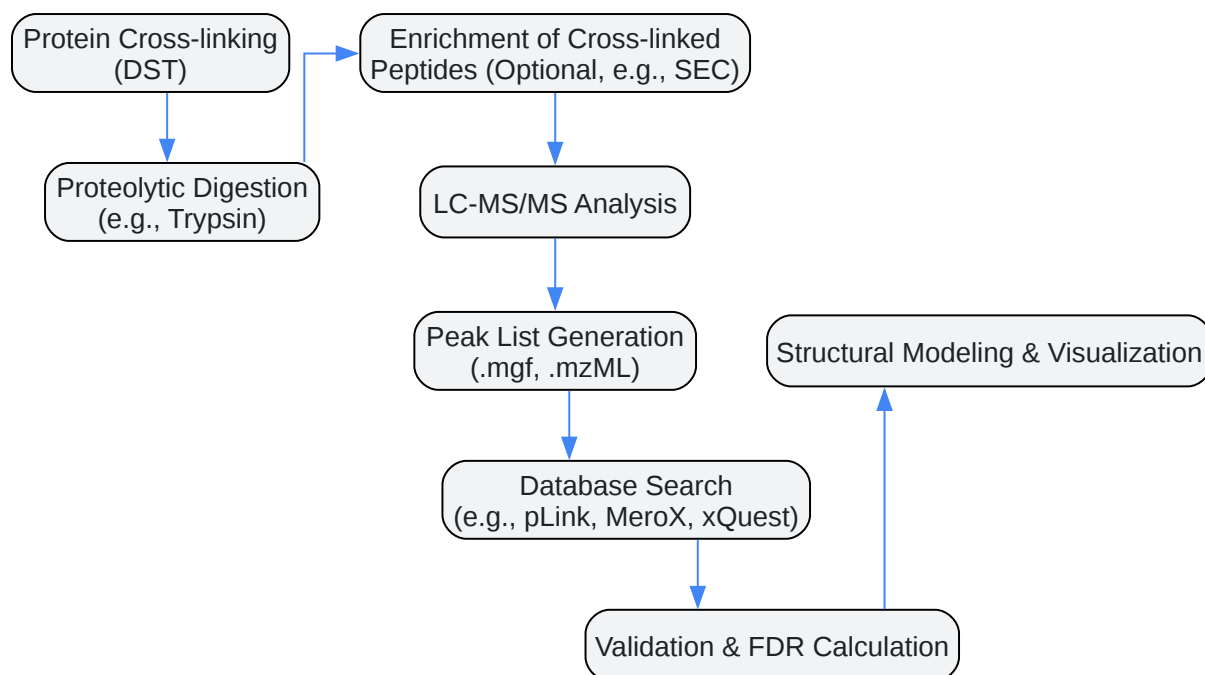 Protein Cross-linking
(DST)
Enrichment of Cross-linked
Peptides (Optional, e.g., SEC)
Proteolytic Digestion
(e.g., Trypsin)
LC-MS/MS Analysis
Peak List Generation
(.mgf, .mzML)
Structural Modeling & Visualization
Database Search
(e.g., pLink, MeroX, xQuest)
Validation & FDR Calculation